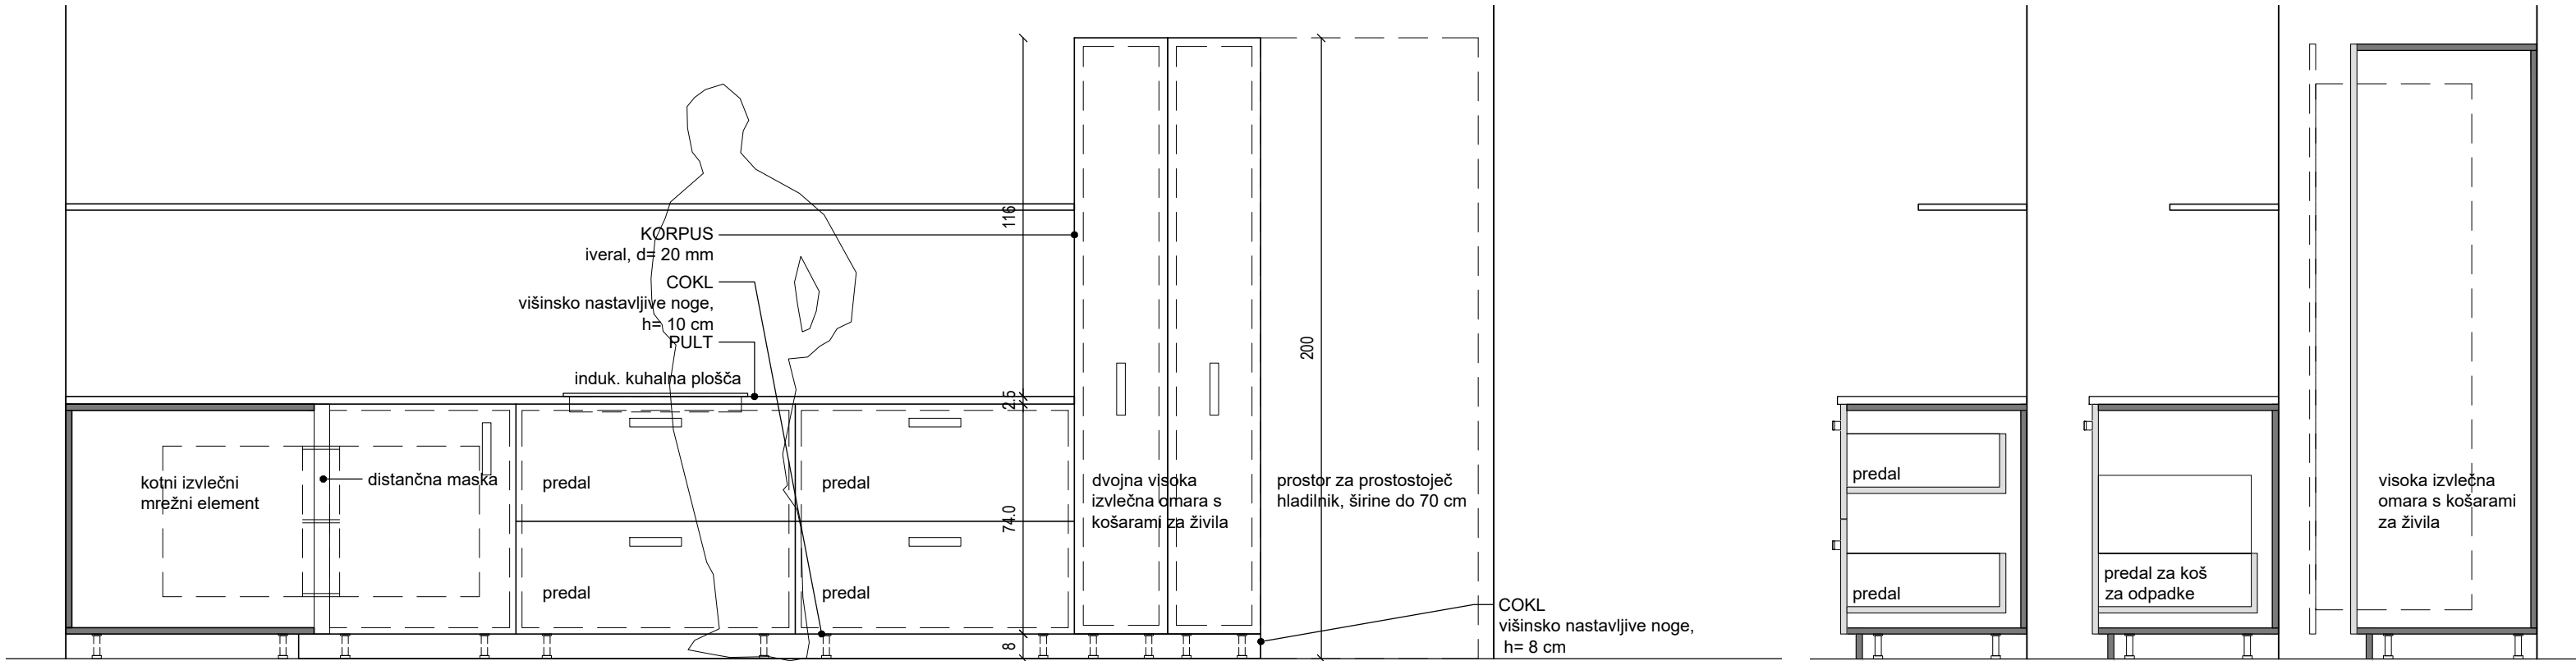 116
KORPUS
iveral, d= 20 mm
COKL
višinsko nastavljive noge,
h= 10 cm
PULT
induk. kuhalna plošča
2.5
200
kotni izvlečni
mrežni element
distančna maska
predal
predal
predal
predal
74.0
8
dvojna visoka
izvlečna omara s
košarami za živila
prostor za prostostoječ
hladilnik, širine do 70 cm
COKL
višinsko nastavljive noge,
h= 8 cm
predal
predal
predal za koš
za odpadke
visoka izvlečna
omara s košarami
za živila